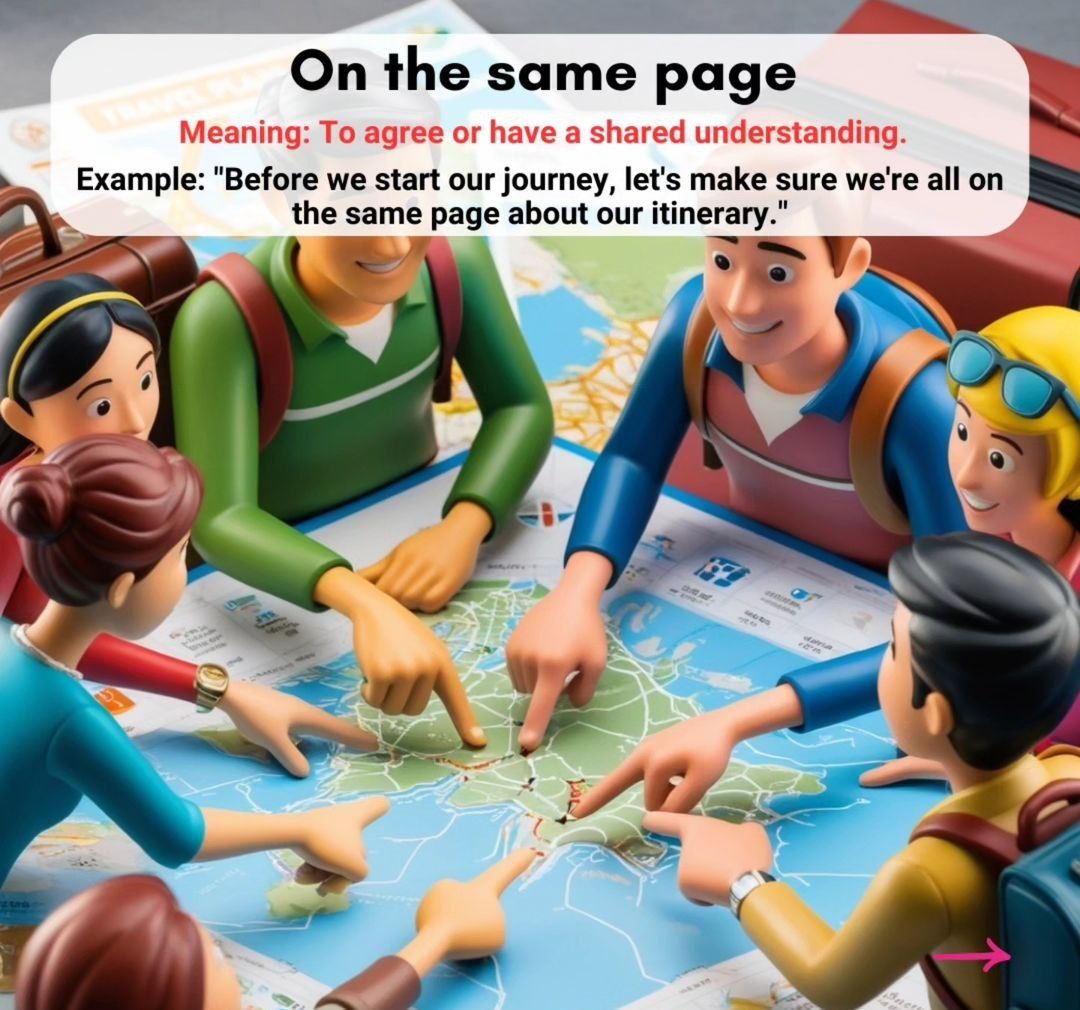 On the same page
Meaning: To agree or have a shared understanding.
Example: "Before we start our journey, let's make sure we're all on
the same page about our itinerary."